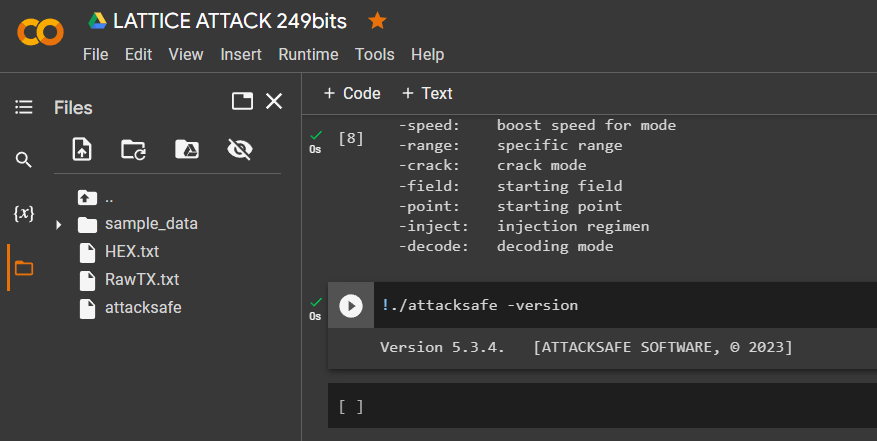 LATTICE ATTACK 249bits
File Edit View Insert Runtime Tools Help
Files
..
sample_data
HEX.txt
RawTX.txt
attacksafe
{x}
+ Code + Text
[8]
0s
-speed: boost speed for mode
-range: specific range
-crack: crack mode
-field: starting field
-point: starting point
-inject: injection regimen
-decode: decoding mode
0s
!./attacksafe -version
Version 5.3.4. [ATTACKSAFE SOFTWARE, © 2023]
[ ]